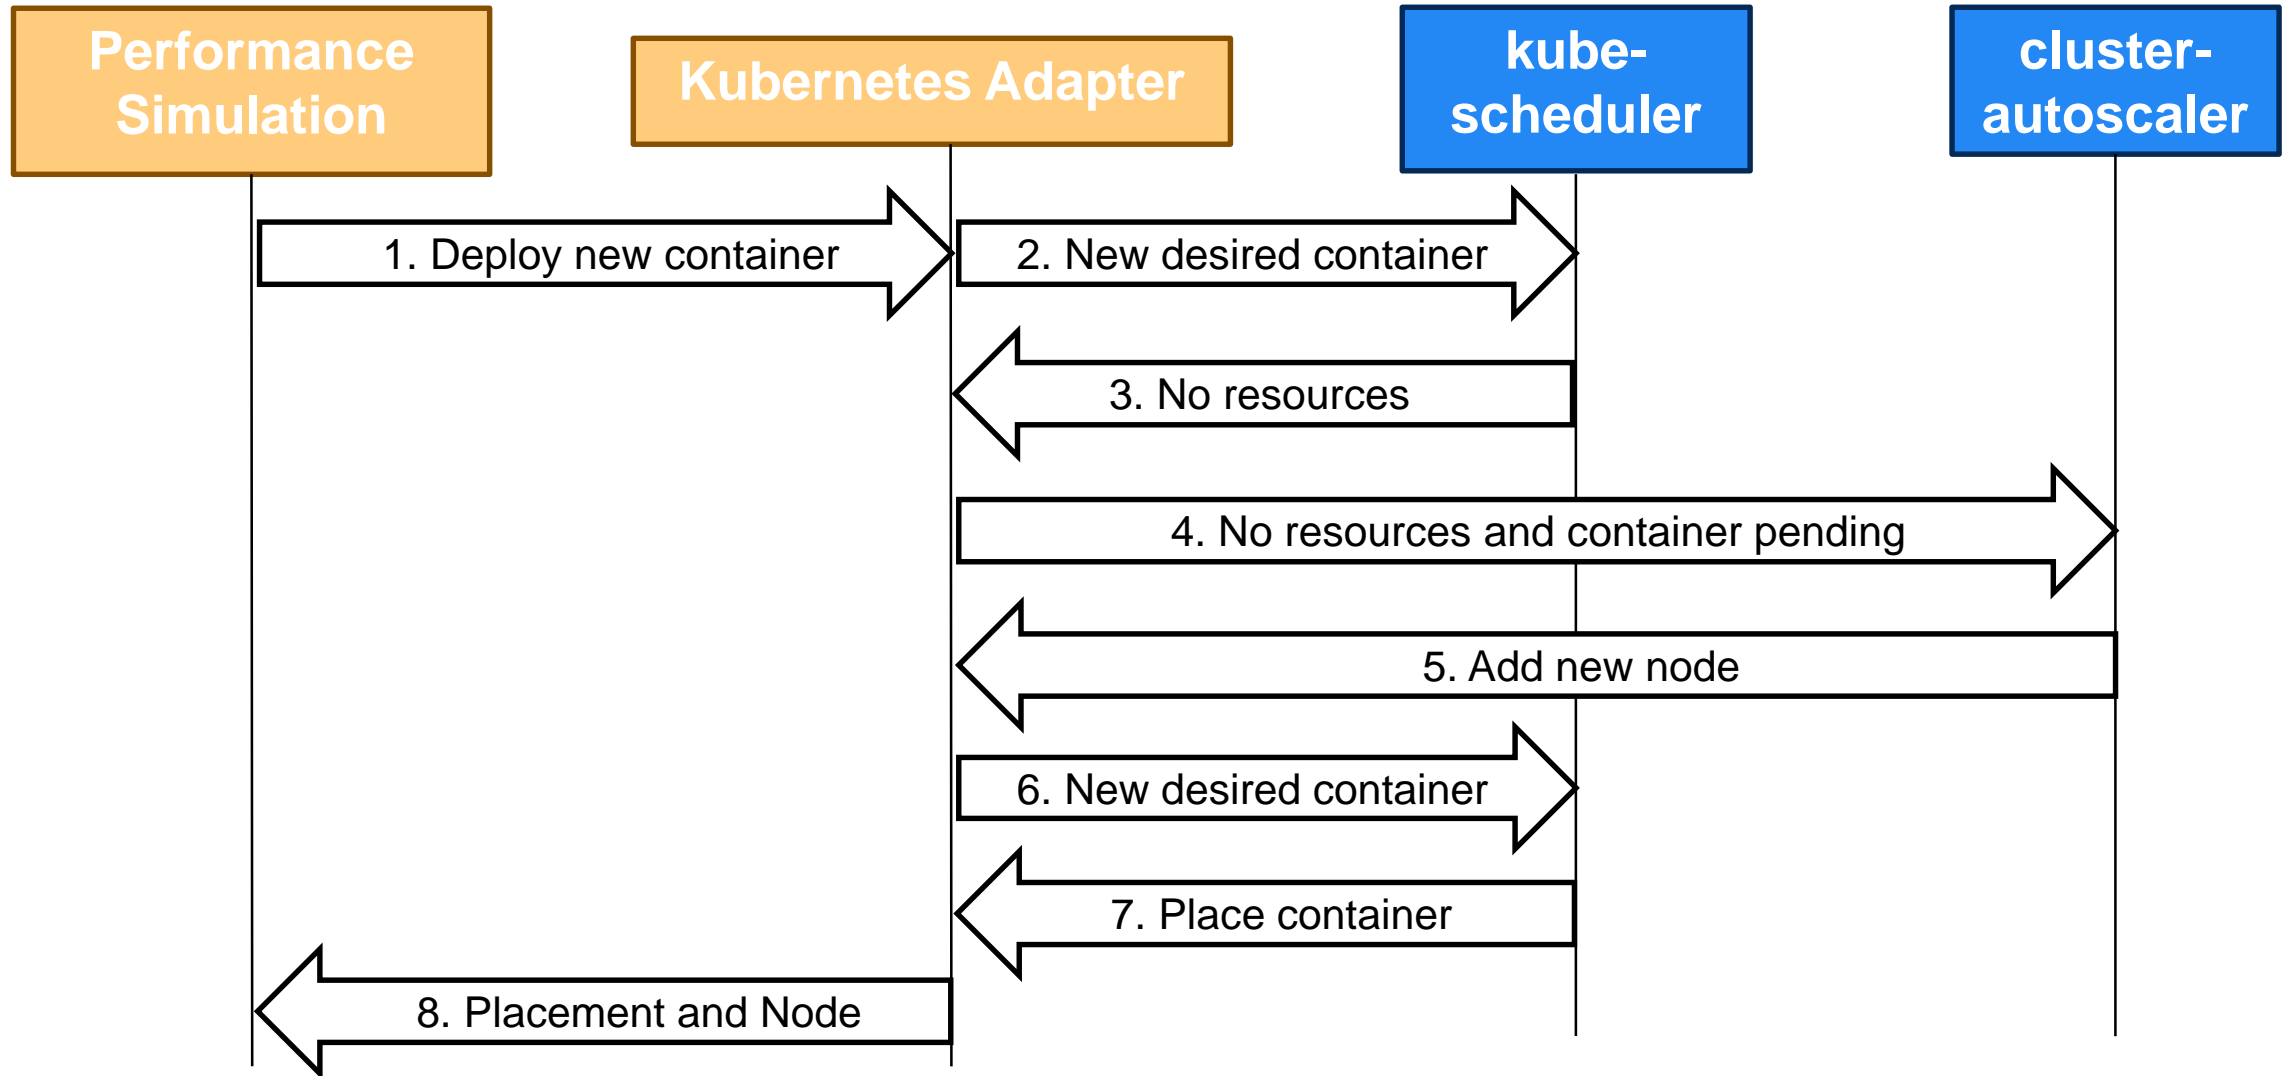 Performance
Simulation
Kubernetes Adapter
kube-
scheduler
cluster-
autoscaler
1. Deploy new container
2. New desired container
3. No resources
4. No resources and container pending
5. Add new node
6. New desired container
7. Place container
8. Placement and Node